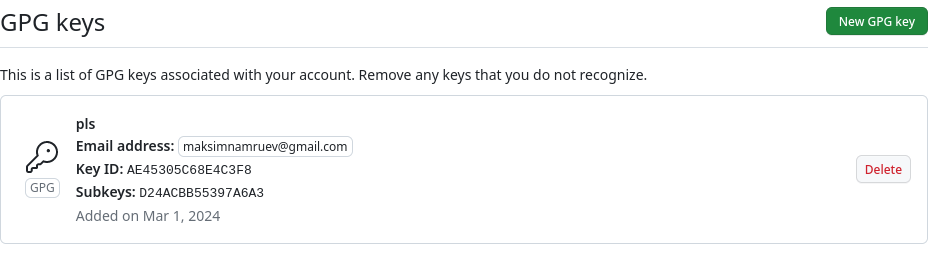 GPG keys
New GPG key
This is a list of GPG keys associated with your account. Remove any keys that you do not recognize.
pls
Email address: maksimnamruev@gmail.com
Key ID: AE45305C68E4C3F8
GPG
Subkeys: D24ACBB55397A6A3
Added on Mar 1, 2024
Delete